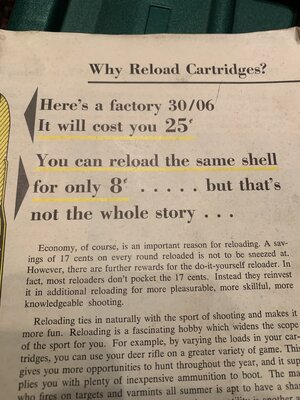 Why Reload Cartridges?
Here's a factory 30/06
It will cost you 25¢
You can reload the same shell
for only 8¢ . . . . . but that's
not the whole story . . .
Economy, of course, is an important reason for reloading. A sav-
ings of 17 cents on every round reloaded is not to be sneezed at.
However, there are further rewards for the do-it-yourself reloader. In
fact, most reloaders don't pocket the 17 cents. Instead they reinvest
it in additional reloading for more pleasurable, more skillful, more
knowledgeable shooting.
Reloading ties in naturally with the sport of shooting and makes it
more fun. Reloading is a fascinating hobby which widens the scope
of the sport for you. For example, by varying the loads in your car-
tridges, you can use your deer rifle on a greater variety of game. This
gives you more opportunities to hunt throughout the year, and it sup-
plies you with plenty of inexpensive ammunition to boot. The man
who fires on targets and varmints all summer is apt to have a